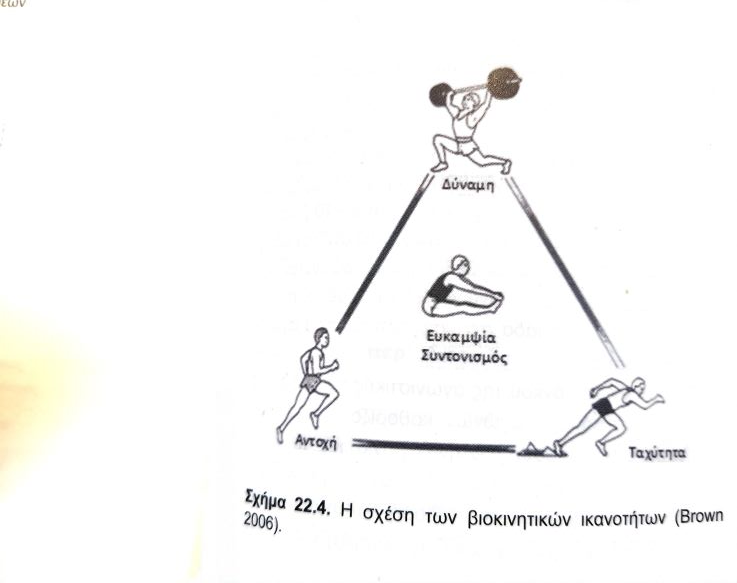 Δύναμη
Ευκαμψία
Συντονισμός
Αντοχή
Ταχύτητα
Σχήμα 22.4. Η σχέση των βιοκινητικών ικανοτήτων (Brown
2006).